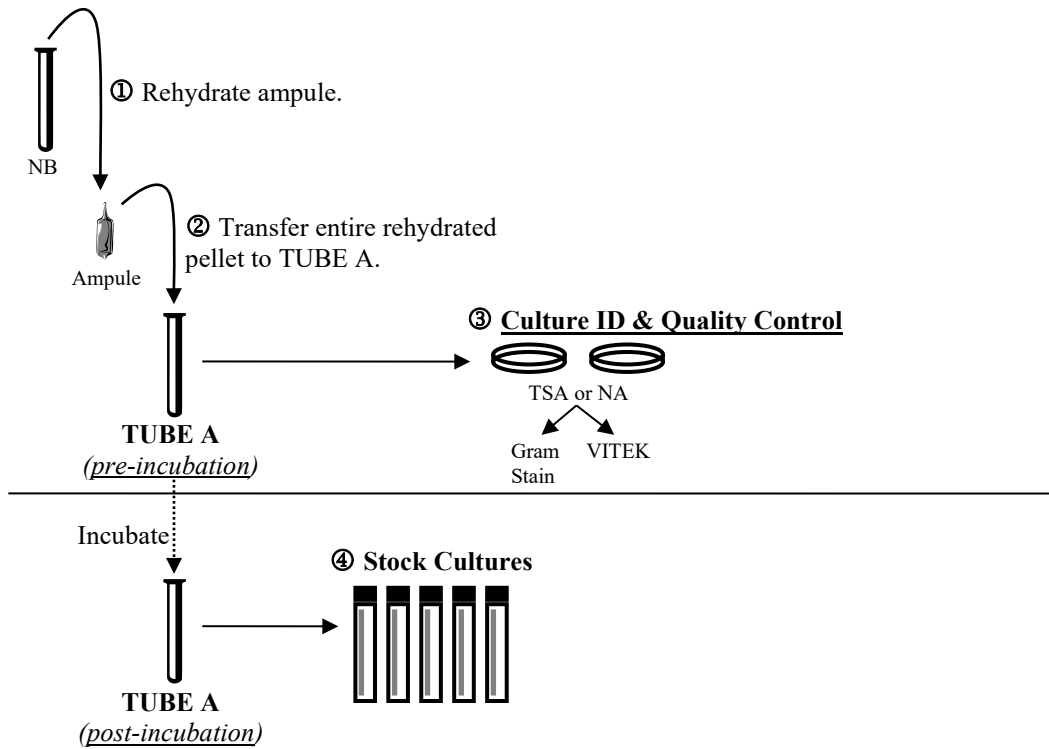 ① Rehydrate ampule.
NB
② Transfer entire rehydrated
pellet to TUBE A.
Ampule
③ Culture ID & Quality Control
TSA or NA
TUBE A
(pre-incubation)
Gram
Stain
VITEK
Incubate
④ Stock Cultures
TUBE A
(post-incubation)